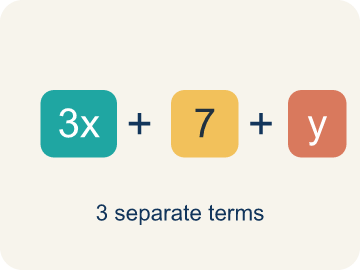 3x + 7 + y
3 separate terms